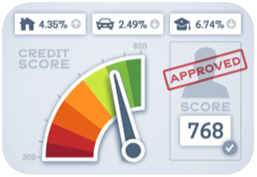 4.35% 2.49% 6.74%
CREDIT
SCORE
850
300
APPROVED
SCORE
768